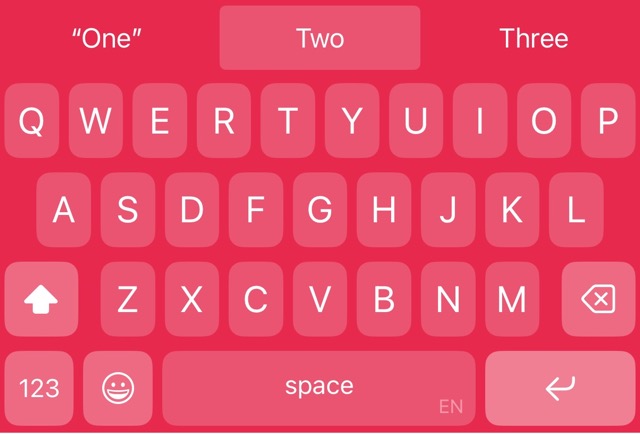 “One” Two Three
Q W E R T Y U I O P
A S D F G H J K L
Z X C V B N M
123 space EN